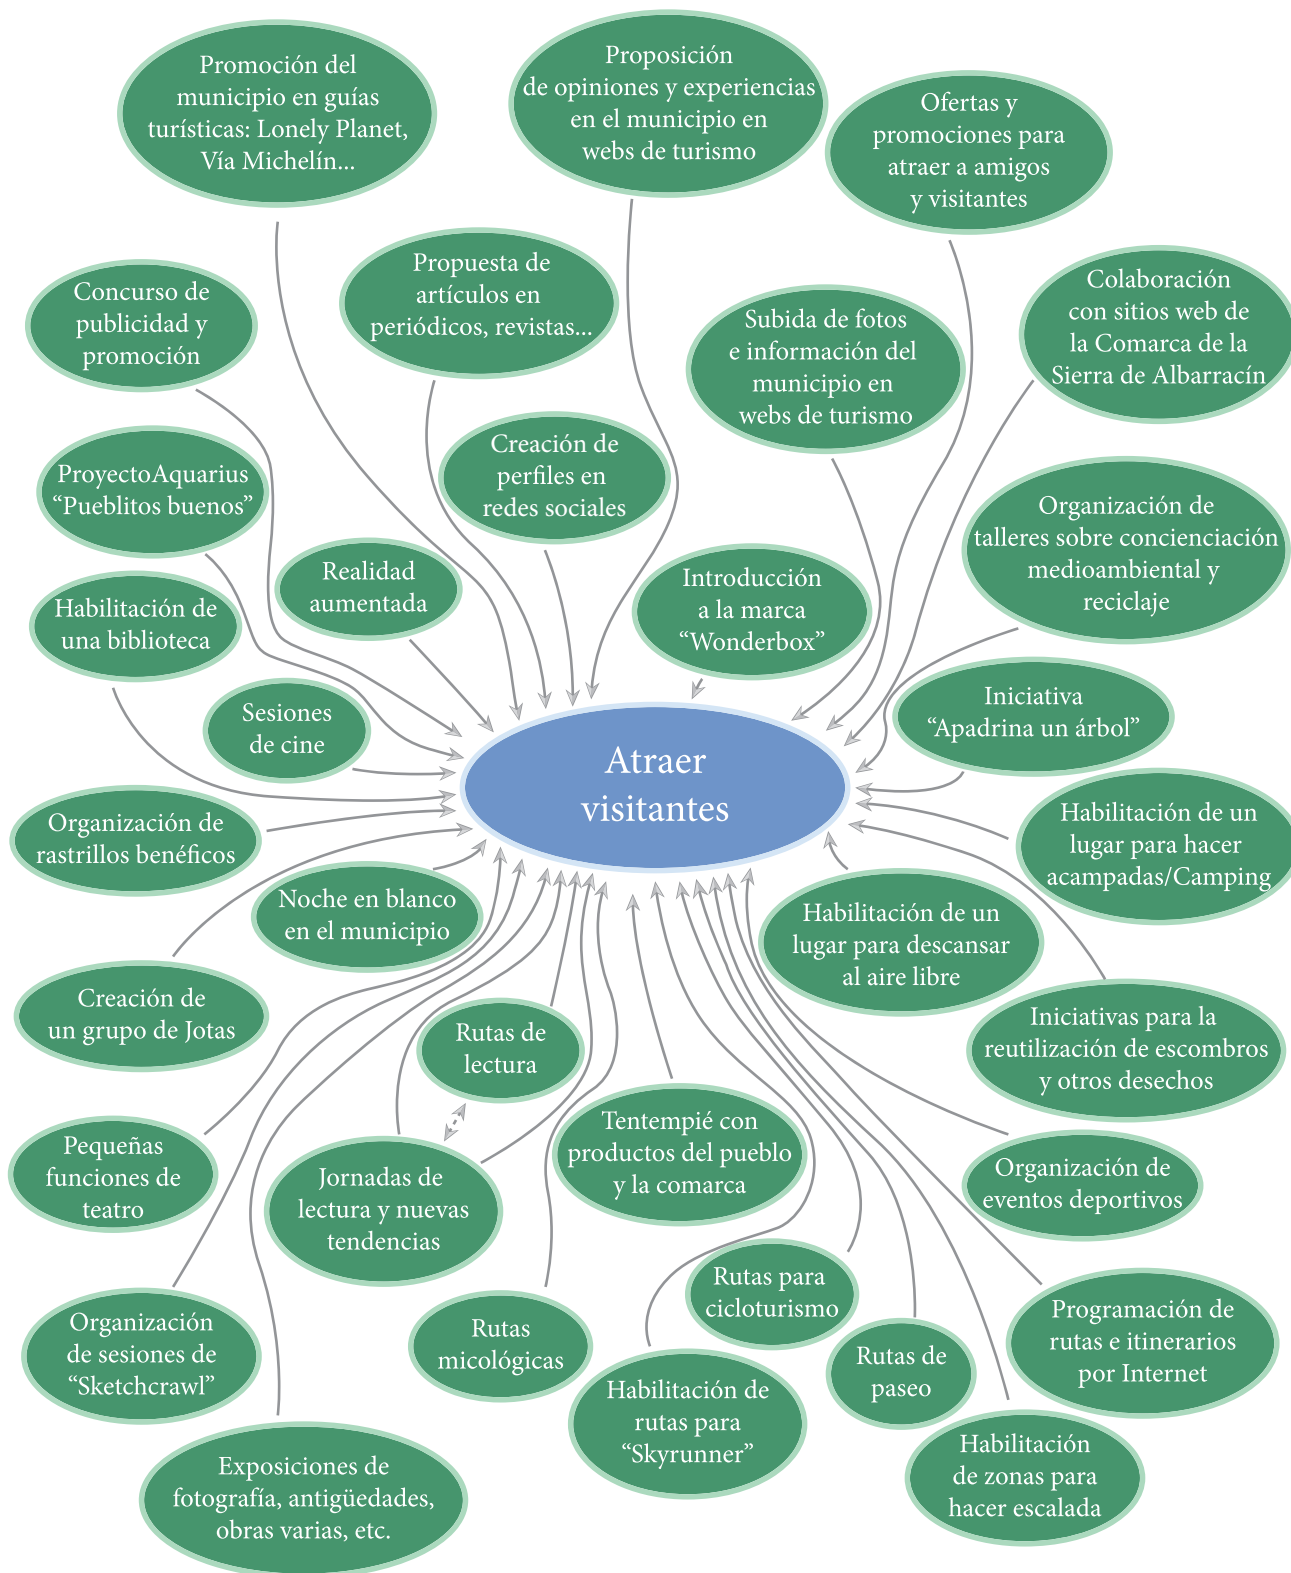 Promoción del
municipio en guías
turísticas: Lonely Planet,
Vía Michelín...
Proposición
de opiniones y experiencias
en el municipio en
webs de turismo
Ofertas y
promociones para
atraer a amigos
y visitantes
Concurso de
publicidad y
promoción
Propuesta de
artículos en
periódicos, revistas...
Subida de fotos
e información del
municipio en
webs de turismo
Colaboración
con sitios web de
la Comarca de la
Sierra de Albarracín
Proyecto Aquarius
“Pueblitos buenos”
Creación de
perfiles en
redes sociales
Organización de
talleres sobre concienciación
medioambiental y
reciclaje
Habilitación de
una biblioteca
Realidad
aumentada
Introducción
a la marca
“Wonderbox”
Sesiones
de cine
Iniciativa
“Apadrina un árbol”
Atraer
visitantes
Organización de
rastrillos benéficos
Habilitación de un
lugar para hacer
acampadas/Camping
Noche en blanco
en el municipio
Habilitación de un
lugar para descansar
al aire libre
Creación de
un grupo de Jotas
Rutas de
lectura
Iniciativas para la
reutilización de escombros
y otros desechos
Pequeñas
funciones de
teatro
Jornadas de
lectura y nuevas
tendencias
Tentempié con
productos del pueblo
y la comarca
Organización de
eventos deportivos
Organización
de sesiones de
“Sketchcrawl”
Rutas
micológicas
Rutas para
cicloturismo
Programación de
rutas e itinerarios
por Internet
Habilitación de
rutas para
“Skyrunner”
Rutas de
paseo
Exposiciones de
fotografía, antigüedades,
obras varias, etc.
Habilitación
de zonas para
hacer escalada